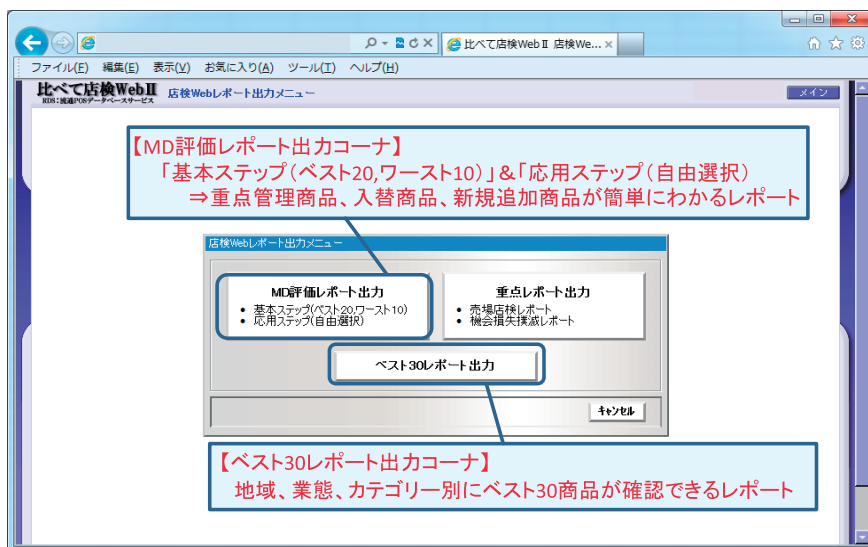 比べて店検WebⅡ 店検We...
ファイル(F) 編集(E) 表示(V) お気に入り(A) ツール(T) ヘルプ(H)
比べて店検WebⅡ 店検Webレポート出力メニュー メイン
RDS:流通POSデータベースサービス
【MD評価レポート出力コーナ】
「基本ステップ(ベスト20,ワースト10)」&「応用ステップ(自由選択)
⇒重点管理商品、入替商品、新規追加商品が簡単にわかるレポート
店検Webレポート出力メニュー
MD評価レポート出力
• 基本ステップ(ベスト20,ワースト10)
• 応用ステップ(自由選択)
重点レポート出力
• 売場店検レポート
• 機会損失撲滅レポート
ベスト30レポート出力
キャンセル
【ベスト30レポート出力コーナ】
地域、業態、カテゴリー別にベスト30商品が確認できるレポート